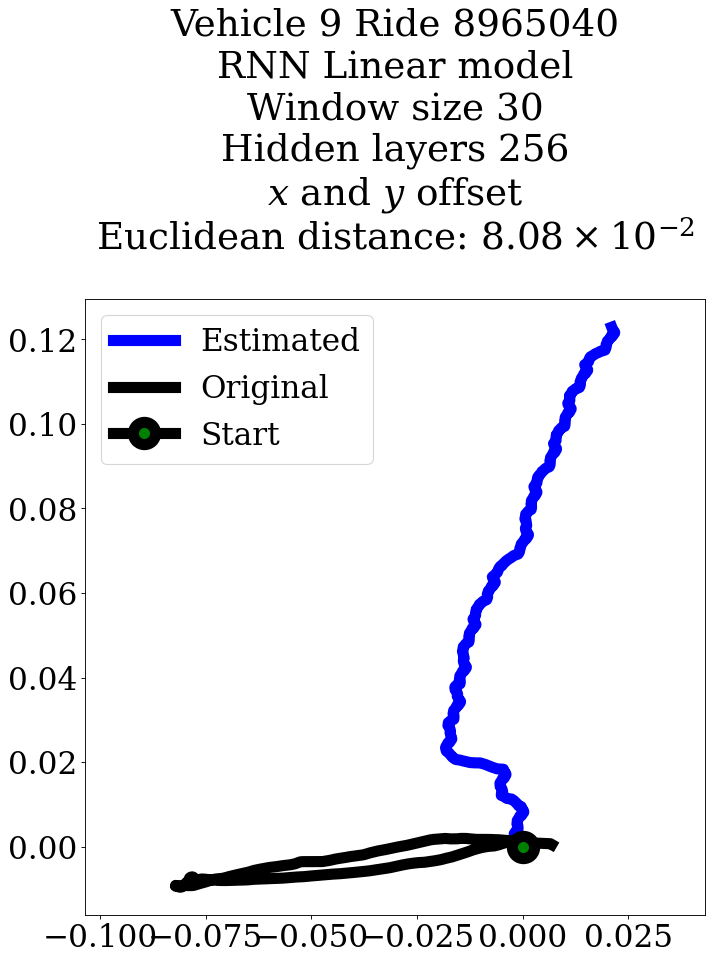 Vehicle 9 Ride 8965040
RNN Linear model
Window size 30
Hidden layers 256
x and y offset
Euclidean distance: 8.08 × 10⁻²
Estimated
Original
Start
0.12
0.10
0.08
0.06
0.04
0.02
0.00
−0.100 −0.075 −0.050 −0.025 0.000 0.025